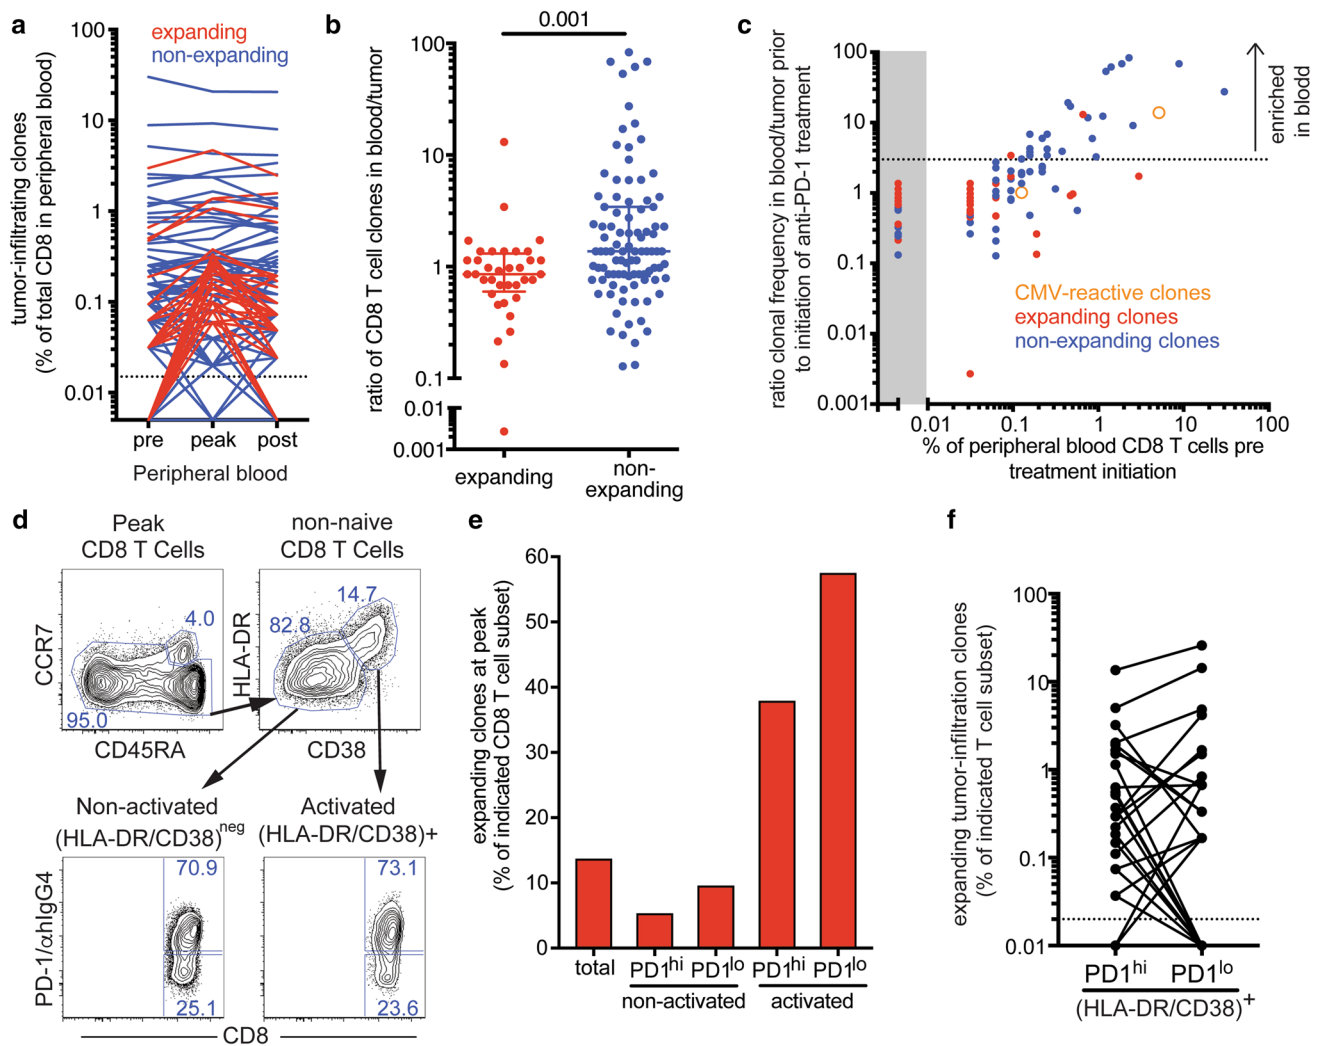 a
tumor-infiltrating clones
(% of total CD8 in peripheral blood)
100
10
1
0.1
0.01
expanding
non-expanding
pre peak post
Peripheral blood
b
ratio of CD8 T cell clones in blood/tumor
0.001
100
10
1
0.1
0.01
0.001
expanding
non-
expanding
c
ratio clonal frequency in blood/tumor prior
to initiation of anti-PD-1 treatment
100
10
1
0.1
0.01
0.001
enriched
in blodd
CMV-reactive clones
expanding clones
non-expanding clones
0.01 0.1 1 10 100
% of peripheral blood CD8 T cells pre
treatment initiation
d
Peak
CD8 T Cells
non-naive
CD8 T Cells
CCR7
4.0
95.0
CD45RA
HLA-DR
14.7
82.8
CD38
Non-activated
(HLA-DR/CD38)neg
Activated
(HLA-DR/CD38)+
PD-1/αhIgG4
70.9
25.1
73.1
23.6
CD8
e
expanding clones at peak
(% of indicated CD8 T cell subset)
60
50
40
30
20
10
0
total PD1hi PD1lo PD1hi PD1lo
non-activated activated
f
expanding tumor-infiltration clones
(% of indicated T cell subset)
100
10
1
0.1
0.01
PD1hi PD1lo
(HLA-DR/CD38)+